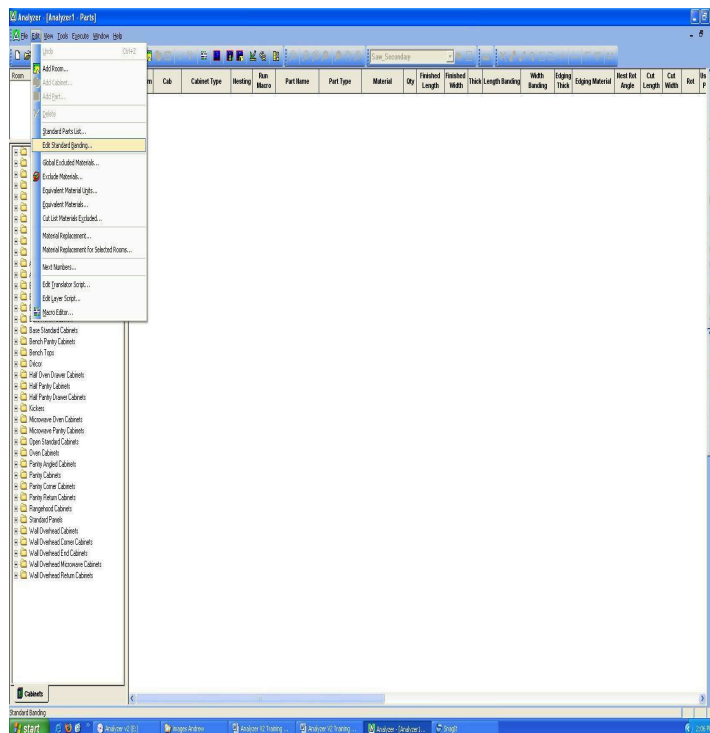 Analyzer - [Analyzer1 - Parts]
File Edit View Tools Execute Window Help
Saw_Secondary
Room
Cab
Cabinet Type
Nesting
Run Macro
Part Name
Part Type
Material
Qty
Finished Length
Finished Width
Thick
Length Banding
Width Banding
Edging Thick
Edging Material
Nest Rot Angle
Cut Length
Cut Width
Rot
Undo Ctrl+Z
Add Room...
Add Cabinet...
Add Part...
Delete
Standard Parts List...
Edit Standard Banding...
Global Excluded Materials...
Exclude Materials...
Equivalent Material Units...
Equivalent Materials...
Cut List Materials Excluded...
Material Replacement...
Material Replacement for Selected Rooms...
Next Numbers...
Edit Translator Script...
Edit Layer Script...
Macro Editor...
Base Standard Cabinets
Bench Pantry Cabinets
Bench Tops
Décor
Half Oven Drawer Cabinets
Half Pantry Cabinets
Half Pantry Drawer Cabinets
Kickers
Microwave Oven Cabinets
Microwave Pantry Cabinets
Open Standard Cabinets
Oven Cabinets
Pantry Angled Cabinets
Pantry Cabinets
Pantry Corner Cabinets
Pantry Return Cabinets
Rangehood Cabinets
Standard Panels
Wall Overhead Cabinets
Wall Overhead Corner Cabinets
Wall Overhead End Cabinets
Wall Overhead Microwave Cabinets
Wall Overhead Return Cabinets
Cabinets
Standard Banding
start
Analyzer v2 (E:)
Images Andrew
Analyzer V2 Training ...
Analyzer V2 Training ...
Analyzer - [Analyzer1...
SnagIt